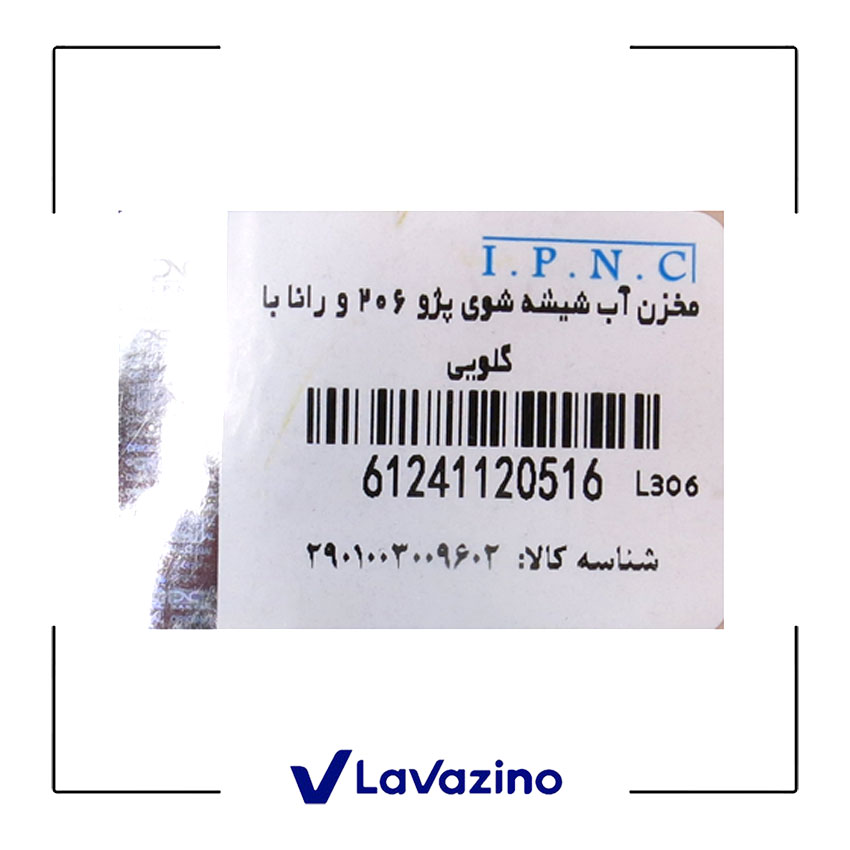 I.P.N.C
مخزن آب شیشه شوی پژو ۲۰۶ و رانا با
گلویی
61241120516 L306
شناسه کالا: ۲۹۰۱۰۰۳۰۰۹۶۰۲
Lavazino